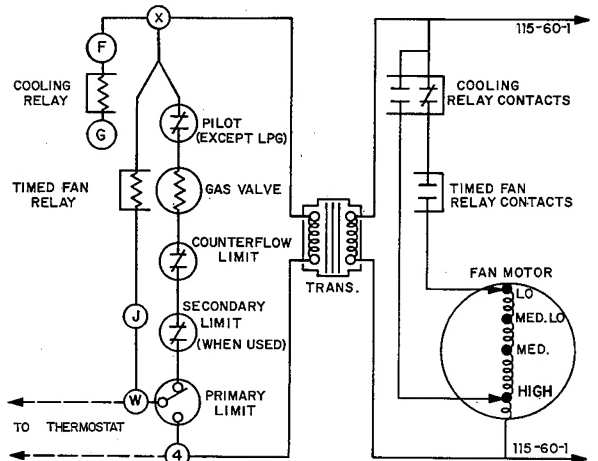 X
115-60-1
F
COOLING
RELAY
G
PILOT
(EXCEPT LPG)
COOLING
RELAY CONTACTS
TIMED FAN
RELAY
GAS VALVE
TIMED FAN
RELAY CONTACTS
COUNTERFLOW
LIMIT
TRANS.
FAN MOTOR
LO
MED. LO
MED.
HIGH
J
SECONDARY
LIMIT
(WHEN USED)
W
PRIMARY
LIMIT
TO THERMOSTAT
4
115-60-1